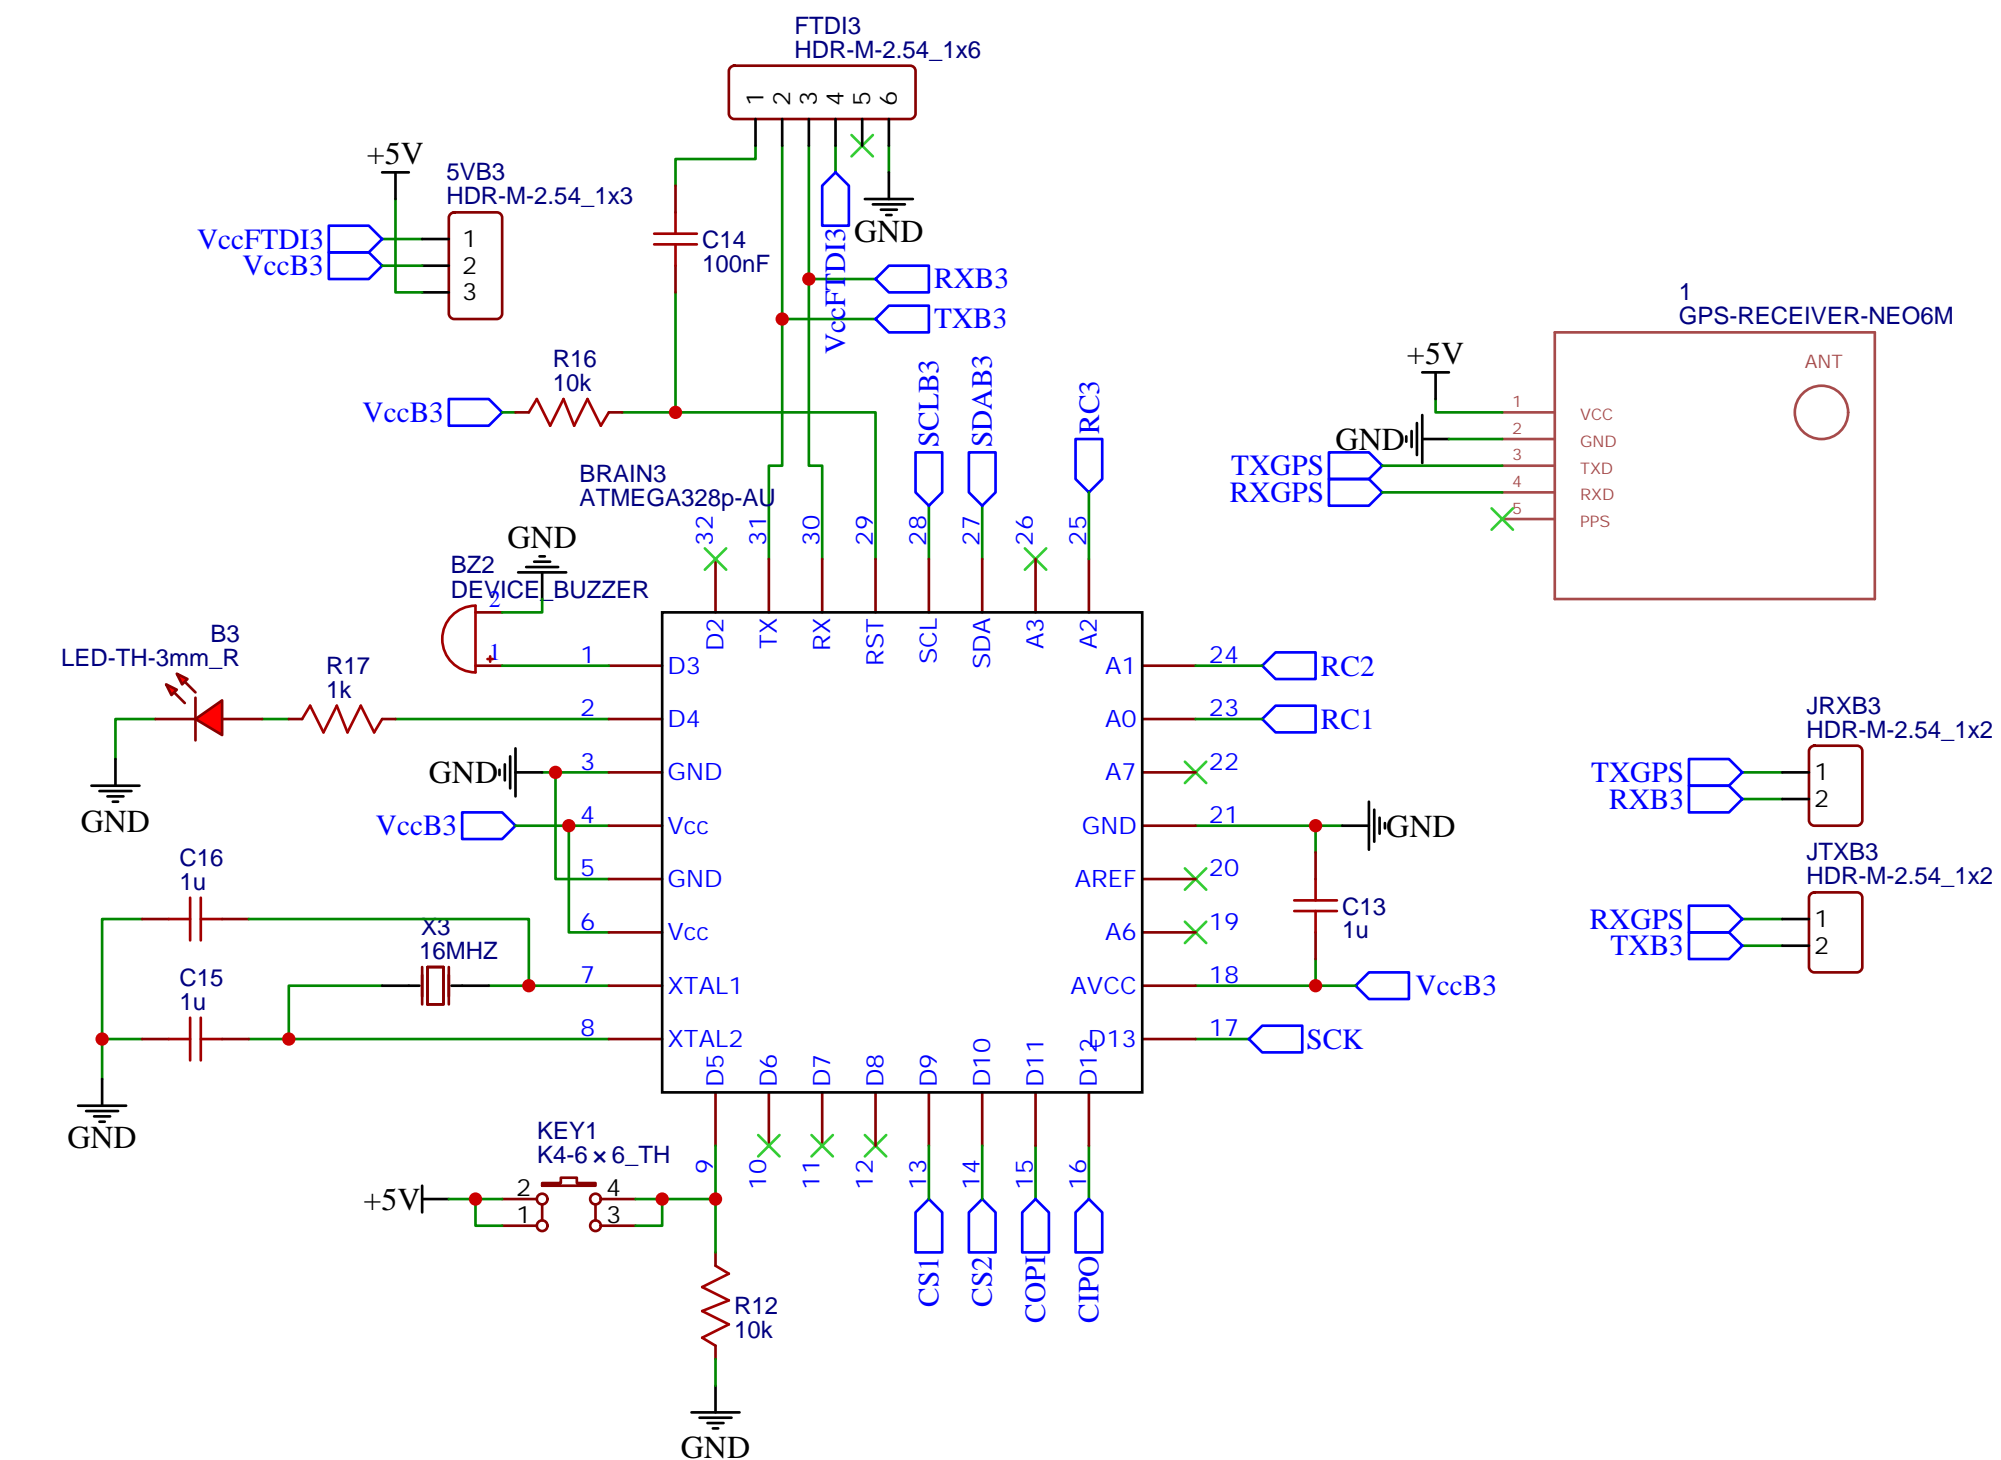 FTDI3
HDR-M-2.54_1x6
1 2 3 4 5 6
+5V
5VB3
HDR-M-2.54_1x3
VccFTDI3
VccB3
1
2
3
C14
100nF
VccFTDI3
GND
RXB3
TXB3
R16
10k
VccB3
SCLB3
SDAB3
RC3
1
GPS-RECEIVER-NEO6M
ANT
+5V
GND
TXGPS
RXGPS
1 VCC
2 GND
3 TXD
4 RXD
5 PPS
BRAIN3
ATMEGA328p-AU
32 31 30 29 28 27 26 25
D2 TX RX RST SCL SDA A3 A2
GND
BZ2
DEVICE_BUZZER
2
1
B3
LED-TH-3mm_R
R17
1k
GND
1 D3
2 D4
GND 3 GND
VccB3 4 Vcc
5 GND
6 Vcc
7 XTAL1
8 XTAL2
C16
1u
X3
16MHZ
C15
1u
GND
A1 24 RC2
A0 23 RC1
A7 22
GND 21 GND
AREF 20
A6 19
AVCC 18 VccB3
D13 17 SCK
C13
1u
JRXB3
HDR-M-2.54_1x2
TXGPS 1
RXB3 2
JTXB3
HDR-M-2.54_1x2
RXGPS 1
TXB3 2
D5 D6 D7 D8 D9 D10 D11 D12
9 10 11 12 13 14 15 16
KEY1
K4-6×6_TH
+5V
2 4
1 3
CS1
CS2
COPI
CIPO
R12
10k
GND